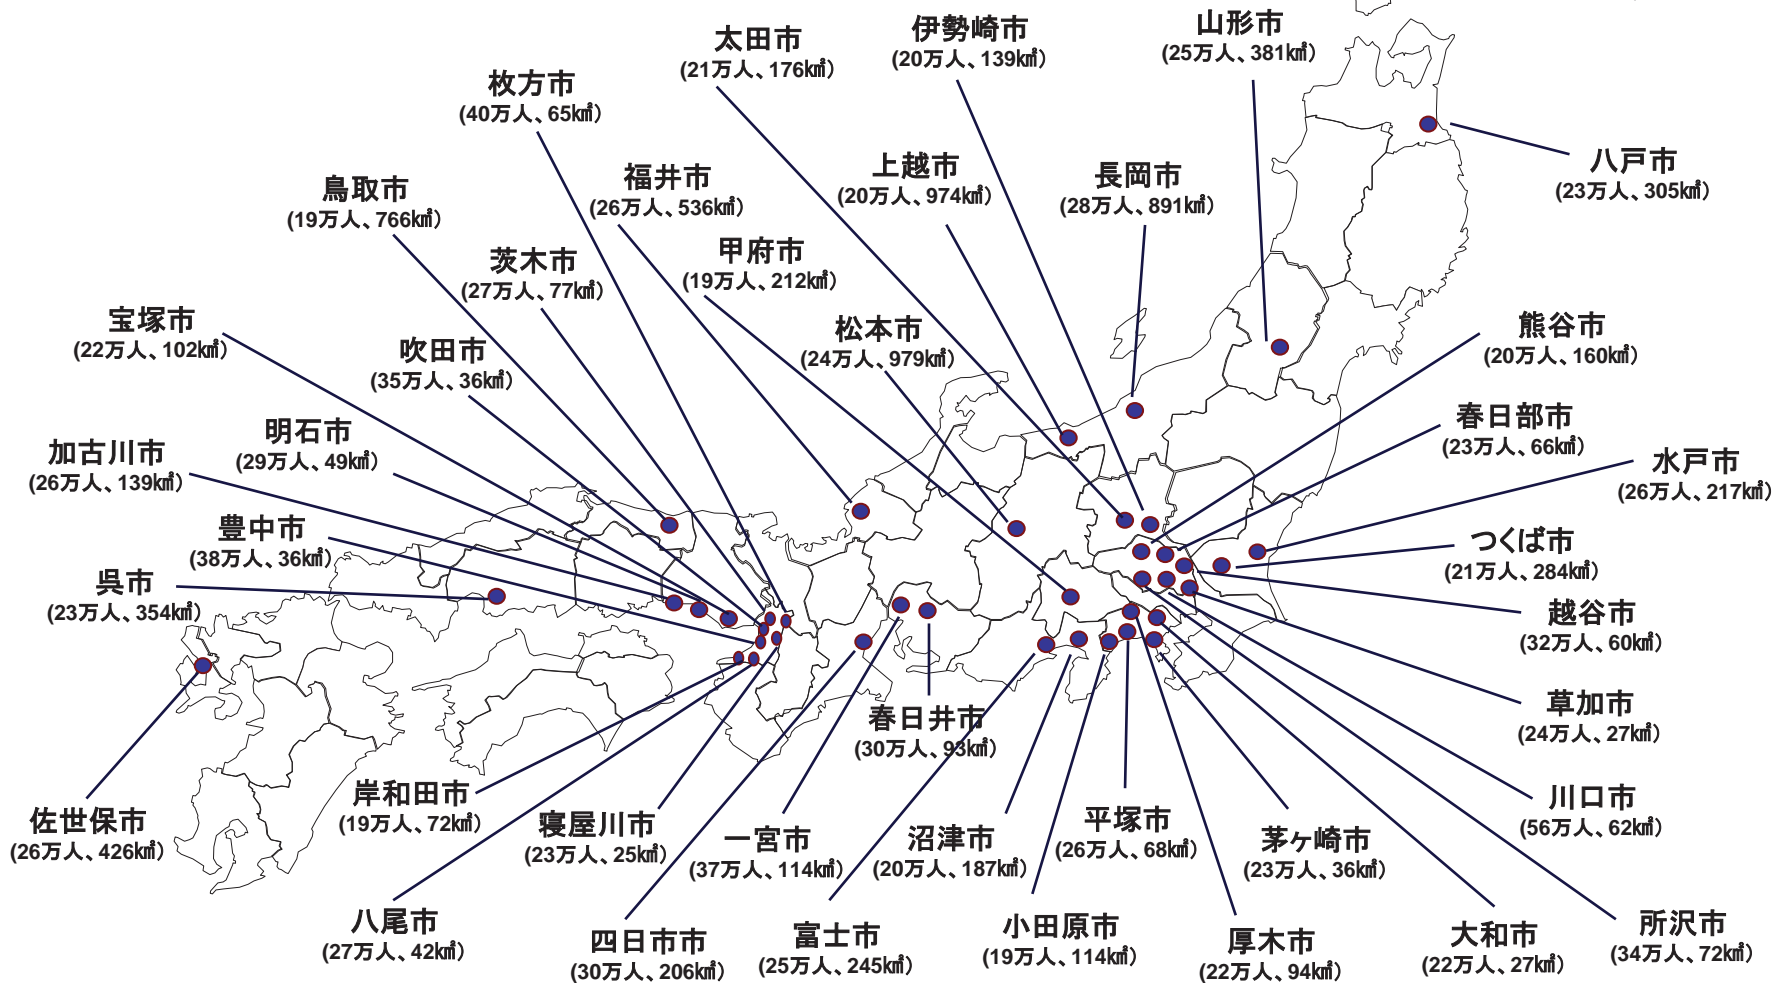 太田市
(21万人、176k㎡)
伊勢崎市
(20万人、139k㎡)
山形市
(25万人、381k㎡)
枚方市
(40万人、65k㎡)
八戸市
(23万人、305k㎡)
鳥取市
(19万人、766k㎡)
福井市
(26万人、536k㎡)
上越市
(20万人、974k㎡)
長岡市
(28万人、891k㎡)
茨木市
(27万人、77k㎡)
甲府市
(19万人、212k㎡)
宝塚市
(22万人、102k㎡)
吹田市
(35万人、36k㎡)
松本市
(24万人、979k㎡)
熊谷市
(20万人、160k㎡)
加古川市
(26万人、139k㎡)
明石市
(29万人、49k㎡)
春日部市
(23万人、66k㎡)
水戸市
(26万人、217k㎡)
豊中市
(38万人、36k㎡)
つくば市
(21万人、284k㎡)
呉市
(23万人、354k㎡)
越谷市
(32万人、60k㎡)
草加市
(24万人、27k㎡)
春日井市
(30万人、93k㎡)
佐世保市
(26万人、426k㎡)
岸和田市
(19万人、72k㎡)
寝屋川市
(23万人、25k㎡)
一宮市
(37万人、114k㎡)
沼津市
(20万人、187k㎡)
平塚市
(26万人、68k㎡)
茅ヶ崎市
(23万人、36k㎡)
川口市
(56万人、62k㎡)
八尾市
(27万人、42k㎡)
四日市市
(30万人、206k㎡)
富士市
(25万人、245k㎡)
小田原市
(19万人、114k㎡)
厚木市
(22万人、94k㎡)
大和市
(22万人、27k㎡)
所沢市
(34万人、72k㎡)